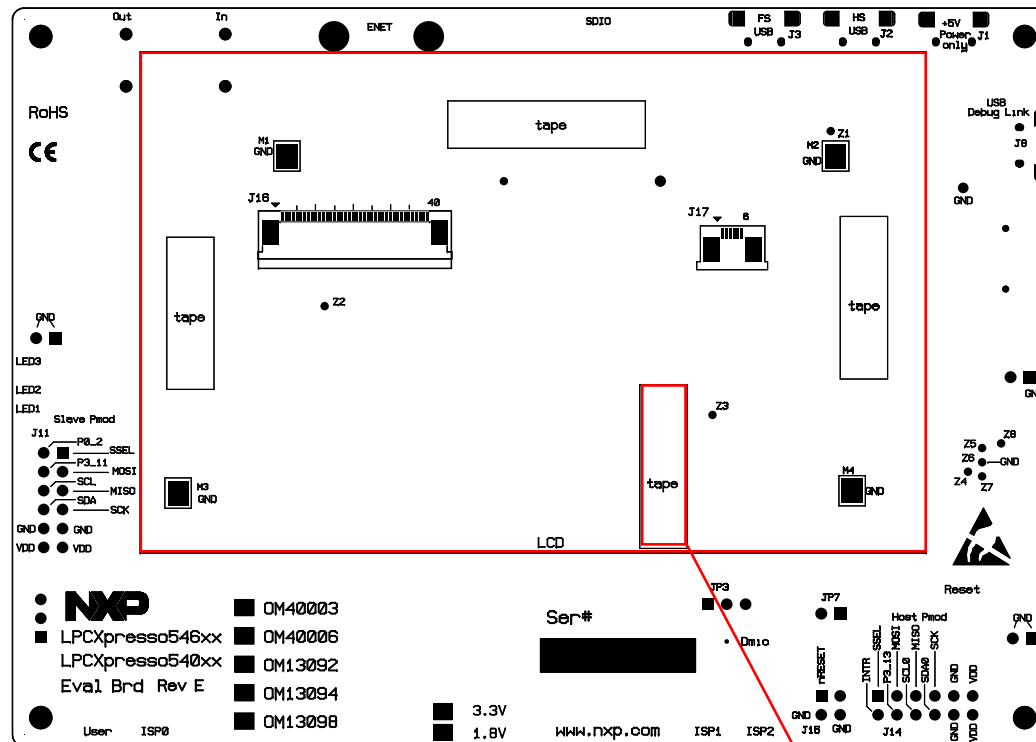 Out
In
ENET
SDIO
FS
USB
J3
HS
USB
J2
+5V
Power
only
J1
RoHS
CE
USB
Debug Link
J8
tape
M1
GND
Z1
M2
GND
J16
40
J17
6
GND
tape
Z2
tape
GND
LED3
LED2
LED1
Slave Pmod
J11
P0_2
SSEL
P3_11
MOSI
SCL
MISO
SDA
SCK
GND
GND
VDD
VDD
M3
GND
tape
Z3
M4
GND
Z5
Z8
Z6
GND
Z4
Z7
LCD
NXP
LPCXpresso546xx
LPCXpresso540xx
Eval Brd Rev E
OM40003
OM40006
OM13092
OM13094
OM13098
Ser#
JP3
Dmic
JP7
Reset
Host Pmod
GND
nRESET
INTR
SSEL
P3_13
MOSI
SCL0
MISO
SDA0
SCK
GND
VDD
GND
GND
J14
GND
VDD
User
ISP0
3.3V
1.8V
www.nxp.com
ISP1
ISP2